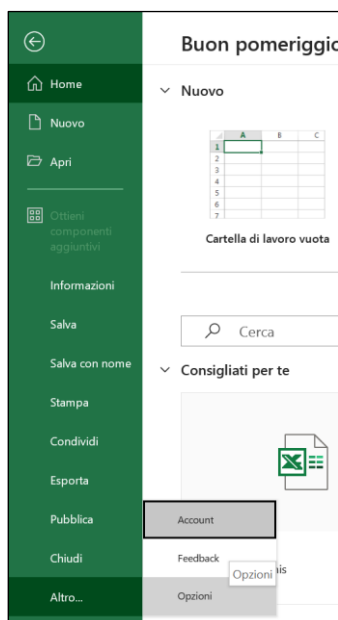 Buon pomeriggio
Home
Nuovo
Nuovo
A B C
1
2
3
4
5
6
7
Apri
Cartella di lavoro vuota
Ottieni
componenti
aggiuntivi
Informazioni
Salva
Cerca
Salva con nome
Consigliati per te
Stampa
Condividi
Esporta
Pubblica
Account
Chiudi
Feedback
Opzioni
Altro...
Opzioni